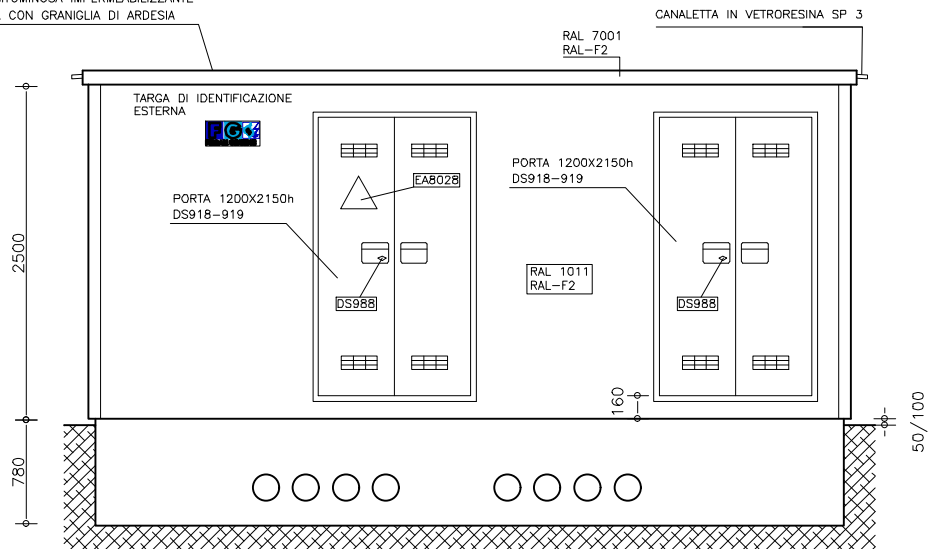 CON GRANIGLIA DI ARDESIA
CANALETTA IN VETRORESINA SP 3
RAL 7001
RAL-F2
TARGA DI IDENTIFICAZIONE
ESTERNA
EA8028
PORTA 1200X2150h
DS918-919
PORTA 1200X2150h
DS918-919
2500
RAL 1011
RAL-F2
DS988
DS988
160
50/100
780